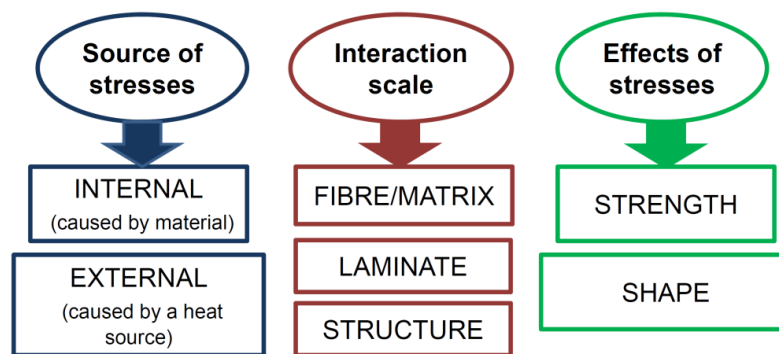 Source of
stresses
INTERNAL
(caused by material)
EXTERNAL
(caused by a heat
source)
Interaction
scale
FIBRE/MATRIX
LAMINATE
STRUCTURE
Effects of
stresses
STRENGTH
SHAPE